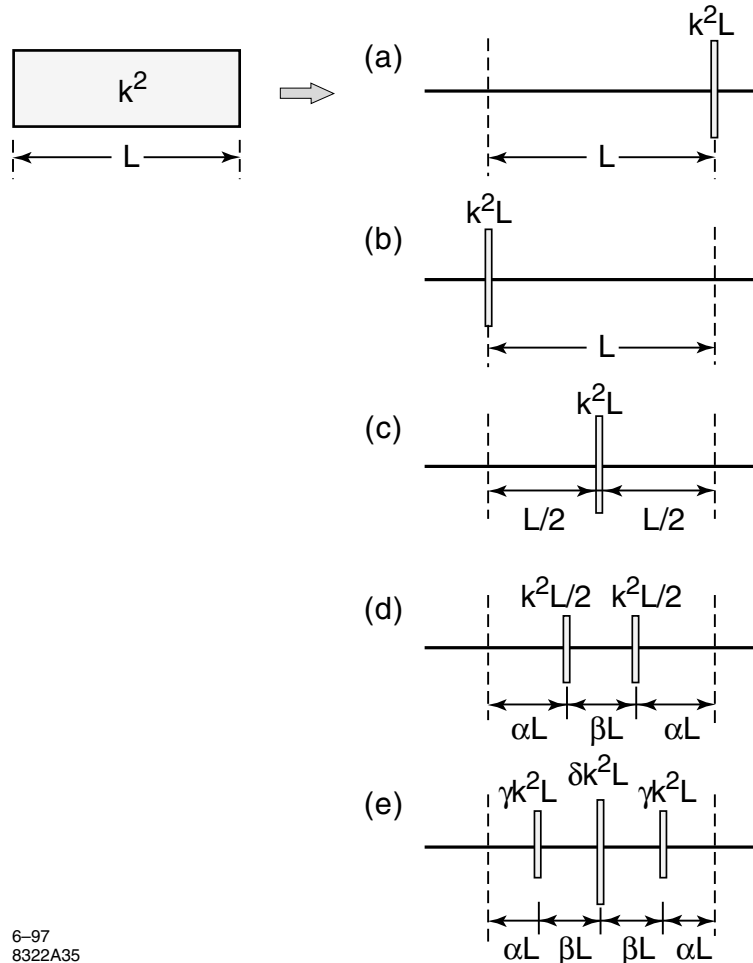 k²
L
(a)
k²L
L
(b)
k²L
L
(c)
k²L
L/2 L/2
(d)
k²L/2 k²L/2
αL βL αL
(e)
γk²L δk²L γk²L
αL βL βL αL
6–97
8322A35